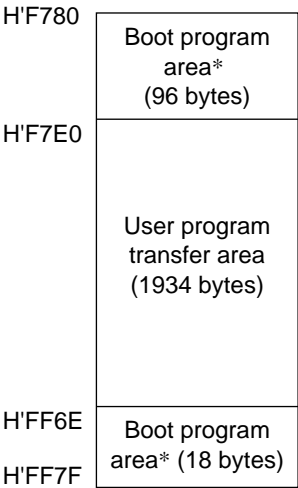 H'F780
Boot program
area*
(96 bytes)
H'F7E0
User program
transfer area
(1934 bytes)
H'FF6E
Boot program
area* (18 bytes)
H'FF7F